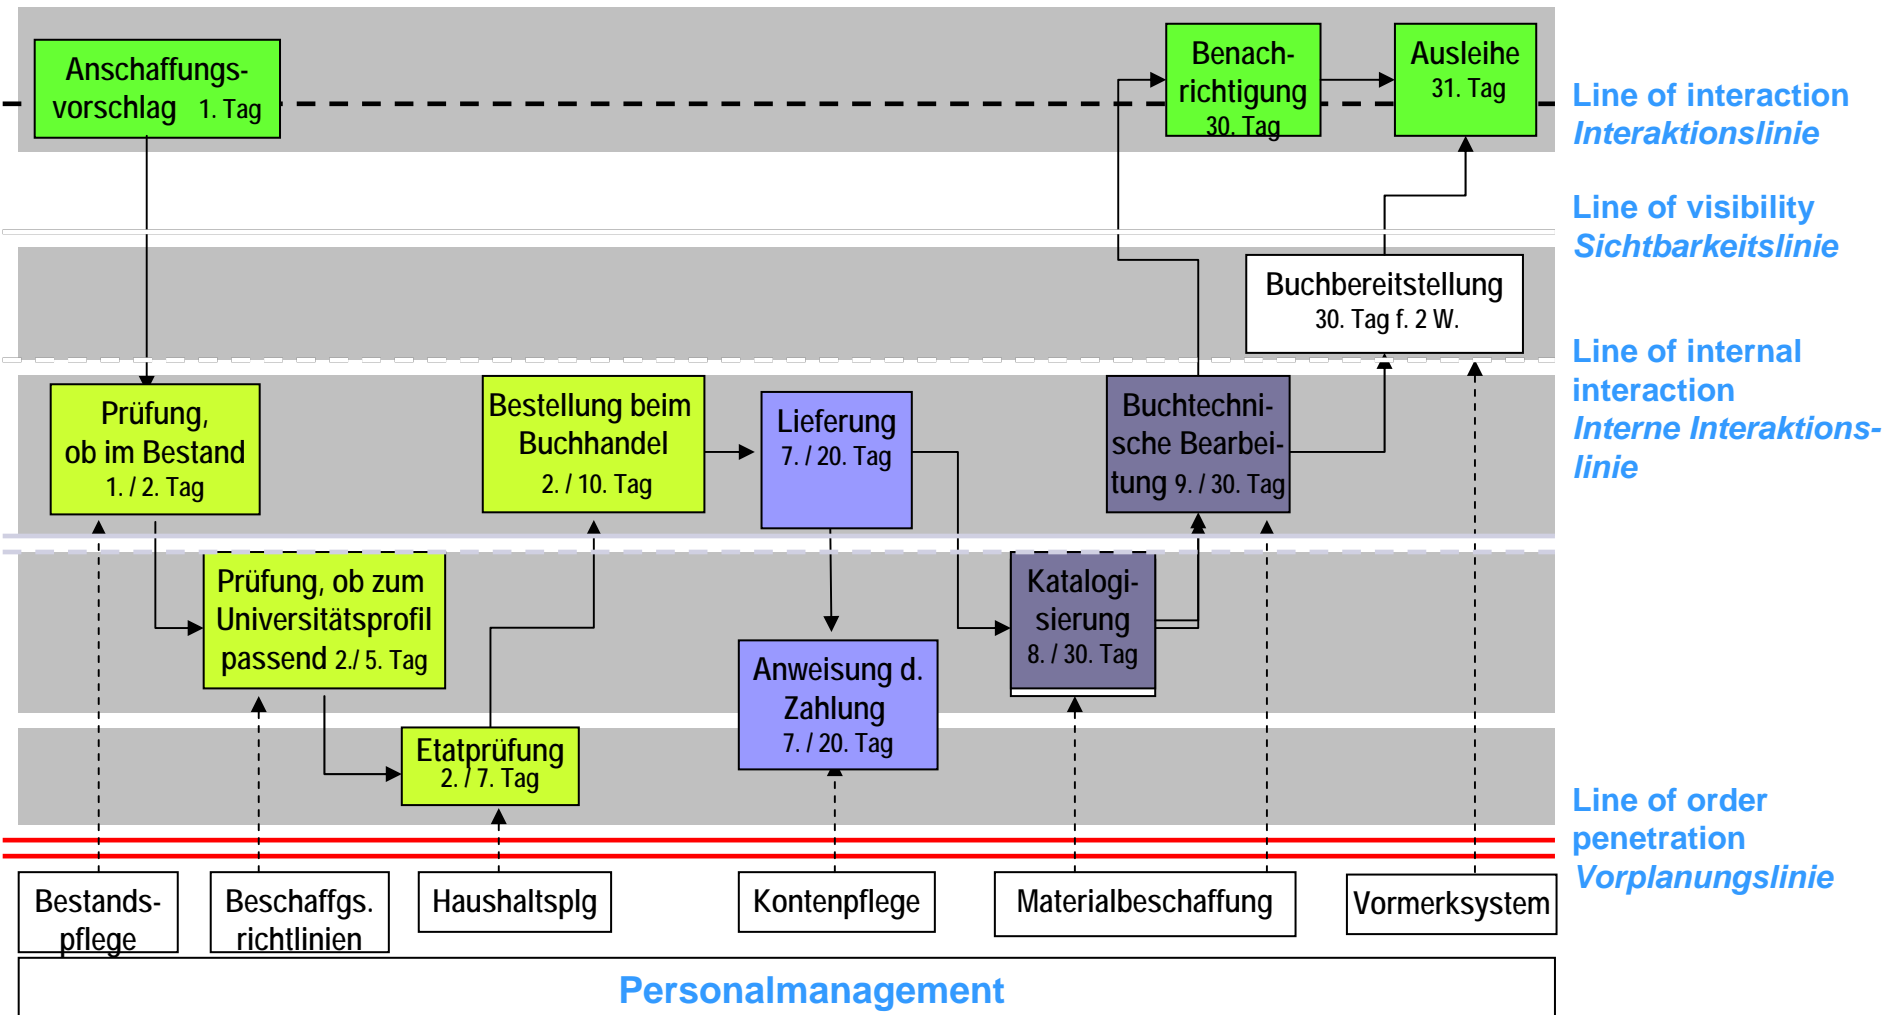 Anschaffungs-
vorschlag 1. Tag
Benach-
richtigung
30. Tag
Ausleihe
31. Tag
Line of interaction
Interaktionslinie
Line of visibility
Sichtbarkeitslinie
Buchbereitstellung
30. Tag f. 2 W.
Line of internal
interaction
Interne Interaktions-
linie
Prüfung,
ob im Bestand
1. / 2. Tag
Bestellung beim
Buchhandel
2. / 10. Tag
Lieferung
7. / 20. Tag
Buchtechni-
sche Bearbei-
tung 9. / 30. Tag
Prüfung, ob zum
Universitätsprofil
passend 2./ 5. Tag
Katalogi-
sierung
8. / 30. Tag
Anweisung d.
Zahlung
7. / 20. Tag
Etatprüfung
2. / 7. Tag
Line of order
penetration
Vorplanungslinie
Bestands-
pflege
Beschaffgs.
richtlinien
Haushaltsplg
Kontenpflege
Materialbeschaffung
Vormerksystem
Personalmanagement